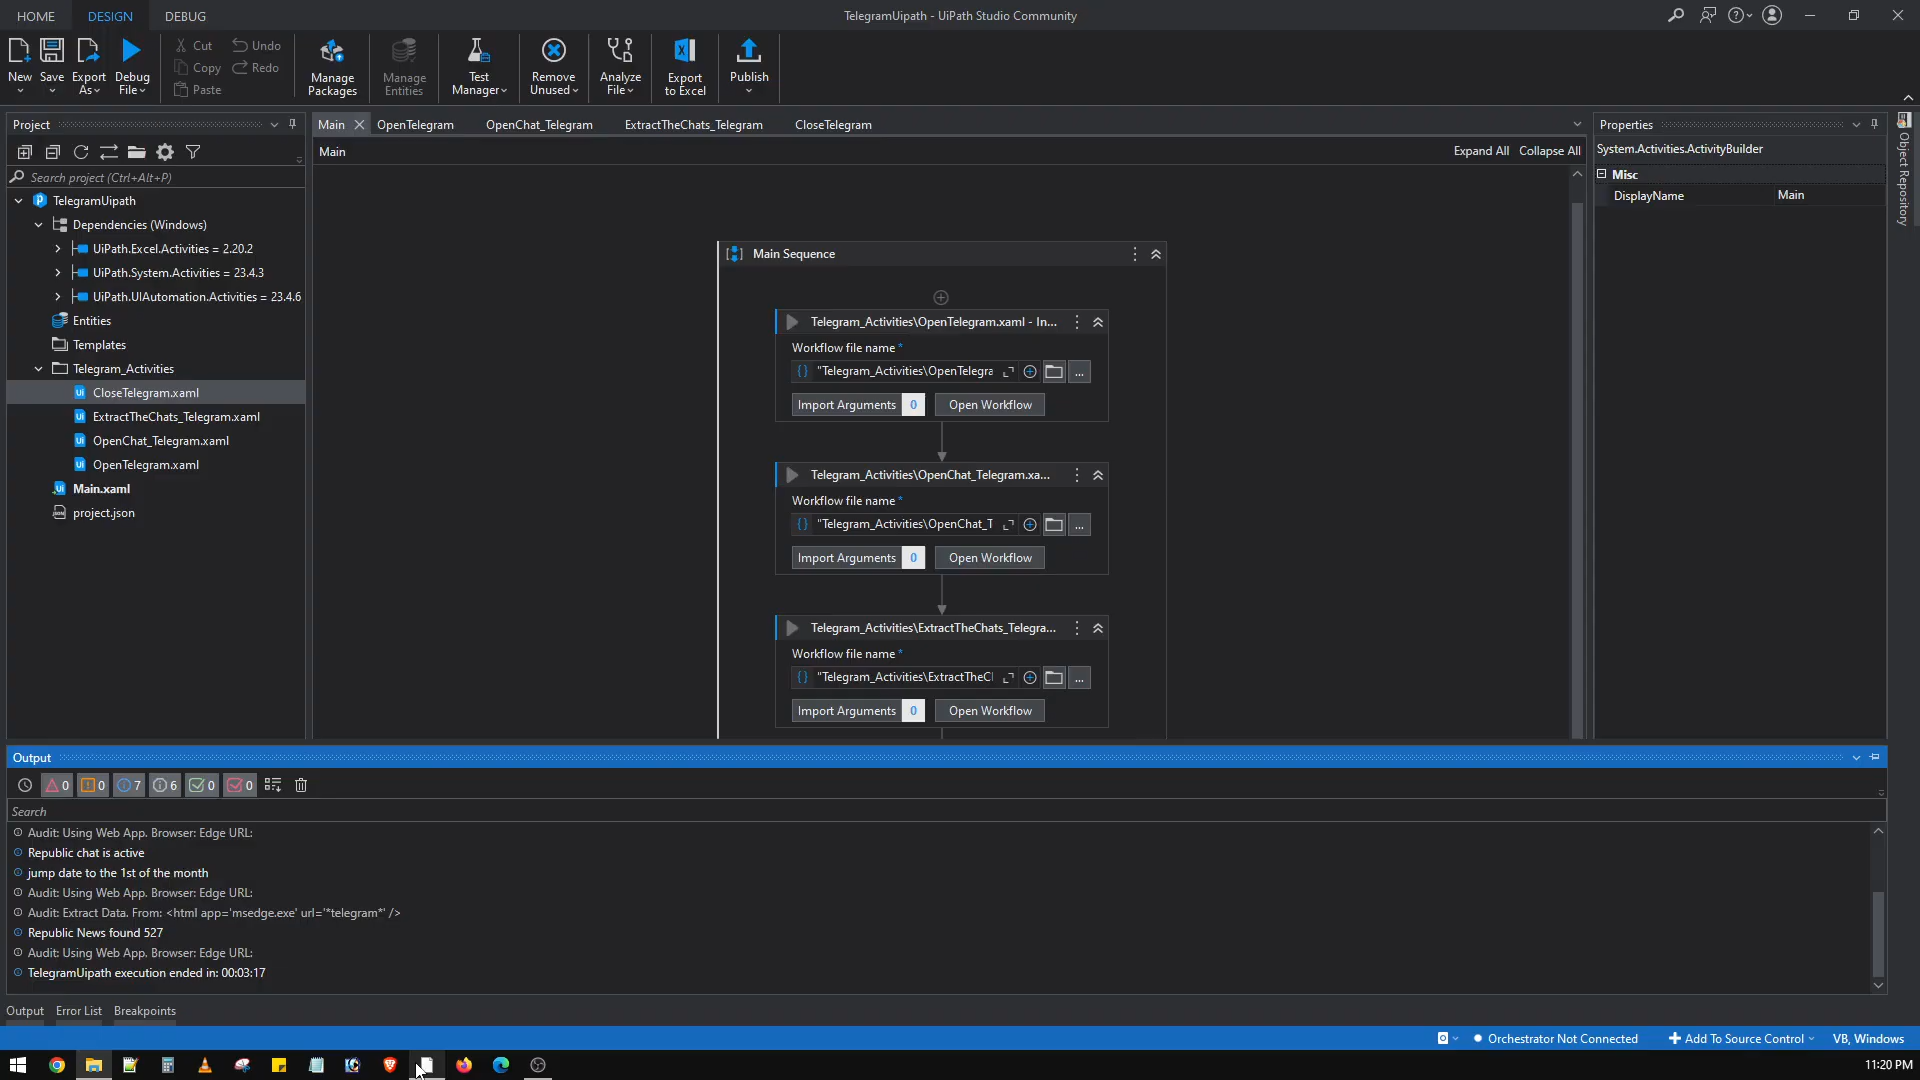 HOME DESIGN DEBUG
TelegramUipath - UiPath Studio Community
New Save Export As Debug File
Cut Undo
Copy Redo
Paste
Manage Packages
Manage Entities
Test Manager
Remove Unused
Analyze File
Export to Excel
Publish
Project
Search project (Ctrl+Alt+P)
TelegramUipath
Dependencies (Windows)
UiPath.Excel.Activities = 2.20.2
UiPath.System.Activities = 23.4.3
UiPath.UIAutomation.Activities = 23.4.6
Entities
Templates
Telegram_Activities
CloseTelegram.xaml
ExtractTheChats_Telegram.xaml
OpenChat_Telegram.xaml
OpenTelegram.xaml
Main.xaml
project.json
Main OpenTelegram OpenChat_Telegram ExtractTheChats_Telegram CloseTelegram
Main Expand All Collapse All
Main Sequence
Telegram_Activities\OpenTelegram.xaml - In...
Workflow file name *
"Telegram_Activities\OpenTelegra
...
Import Arguments 0 Open Workflow
Telegram_Activities\OpenChat_Telegram.xa...
Workflow file name *
"Telegram_Activities\OpenChat_T
...
Import Arguments 0 Open Workflow
Telegram_Activities\ExtractTheChats_Telegra...
Workflow file name *
"Telegram_Activities\ExtractTheCl
...
Import Arguments 0 Open Workflow
Properties
System.Activities.ActivityBuilder
Misc
DisplayName Main
Object Repository
Output
0 0 7 6 0 0
Search
Audit: Using Web App. Browser: Edge URL:
Republic chat is active
jump date to the 1st of the month
Audit: Using Web App. Browser: Edge URL:
Audit: Extract Data. From: <html app='msedge.exe' url='*telegram*' />
Republic News found 527
Audit: Using Web App. Browser: Edge URL:
TelegramUipath execution ended in: 00:03:17
Output Error List Breakpoints
Orchestrator Not Connected Add To Source Control VB, Windows
11:20 PM